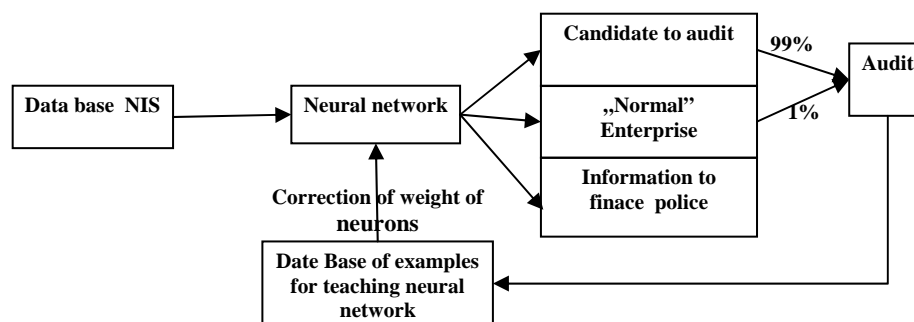 Candidate to audit
99%
Audit
Data base NIS
Neural network
„Normal”
Enterprise
1%
Information to
finace police
Correction of weight of
neurons
Date Base of examples
for teaching neural
network